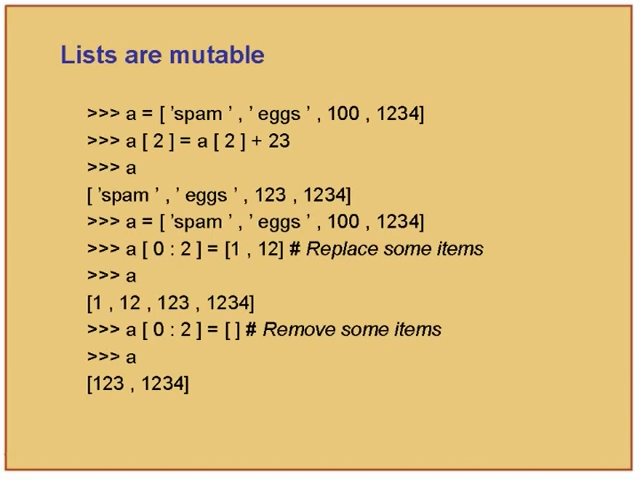 Lists are mutable
>>> a = [ ’spam ’ , ’ eggs ’ , 100 , 1234]
>>> a [ 2 ] = a [ 2 ] + 23
>>> a
[ ’spam ’ , ’ eggs ’ , 123 , 1234]
>>> a = [ ’spam ’ , ’ eggs ’ , 100 , 1234]
>>> a [ 0 : 2 ] = [1 , 12] # Replace some items
>>> a
[1 , 12 , 123 , 1234]
>>> a [ 0 : 2 ] = [ ] # Remove some items
>>> a
[123 , 1234]